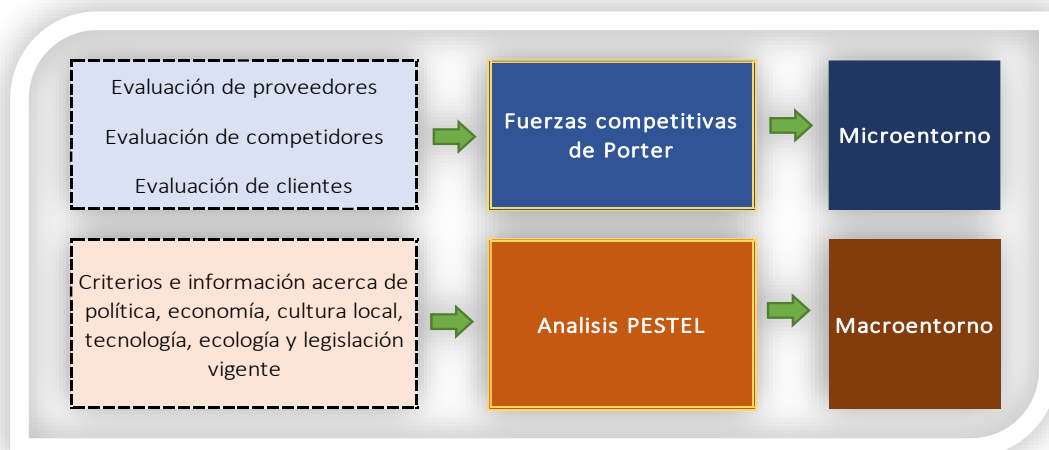 Evaluación de proveedores
Evaluación de competidores
Evaluación de clientes
Fuerzas competitivas
de Porter
Microentorno
Criterios e información acerca de
política, economía, cultura local,
tecnología, ecología y legislación
vigente
Analisis PESTEL
Macroentorno